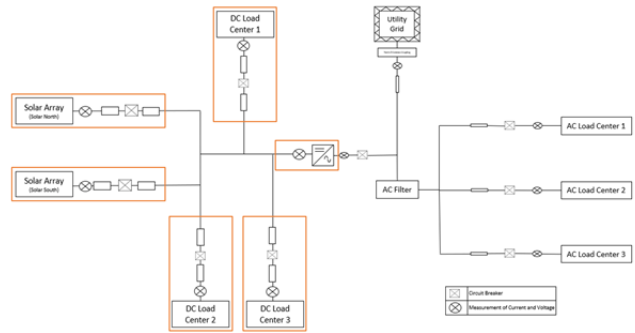 DC Load
Center 1
Utility
Grid
Solar Array
[Solar North]
Solar Array
[Solar South]
AC Load Center 1
AC Filter
AC Load Center 2
AC Load Center 3
DC Load
Center 2
DC Load
Center 3
Circuit Breaker
Measurement of Current and Voltage